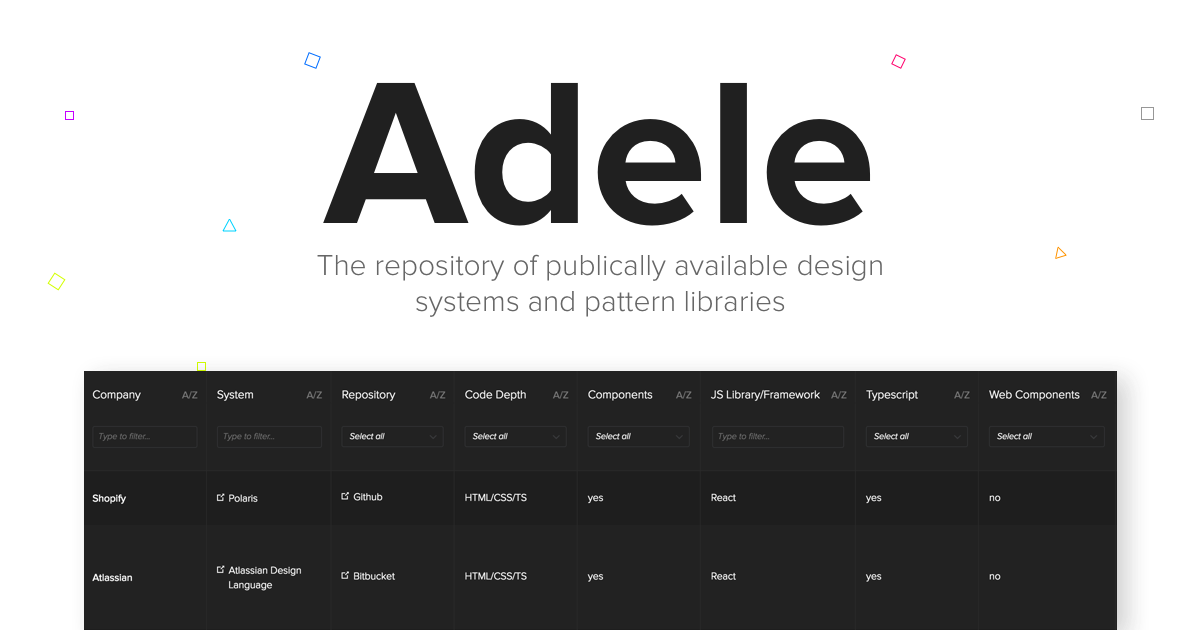 Adele
The repository of publically available design
systems and pattern libraries
Company A/Z System A/Z Repository A/Z Code Depth A/Z Components A/Z JS Library/Framework A/Z Typescript A/Z Web Components A/Z
Type to filter... Type to filter... Select all Select all Select all Type to filter... Select all Select all
Shopify Polaris Github HTML/CSS/TS yes React yes no
Atlassian Atlassian Design Language Bitbucket HTML/CSS/TS yes React yes no